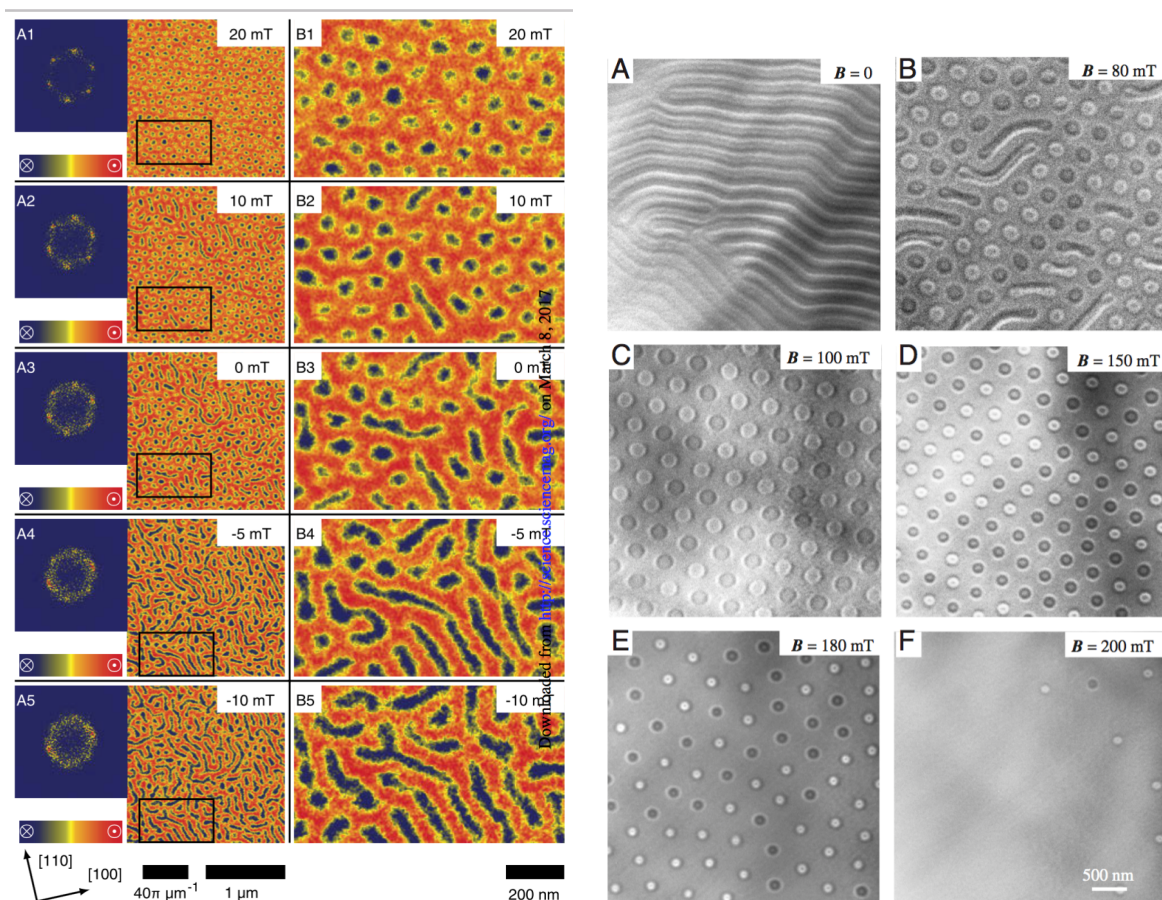 A1
20 mT
B1
20 mT
A2
10 mT
B2
10 mT
A3
0 mT
B3
0 m
A4
-5 mT
B4
-5 m
A5
-10 mT
B5
-10 m
[110]
[100]
40π μm⁻¹
1 μm
200 nm
Downloaded from http://science.sciencemag.org/ on March 8, 2017
A
B = 0
B
B = 80 mT
C
B = 100 mT
D
B = 150 mT
E
B = 180 mT
F
B = 200 mT
500 nm